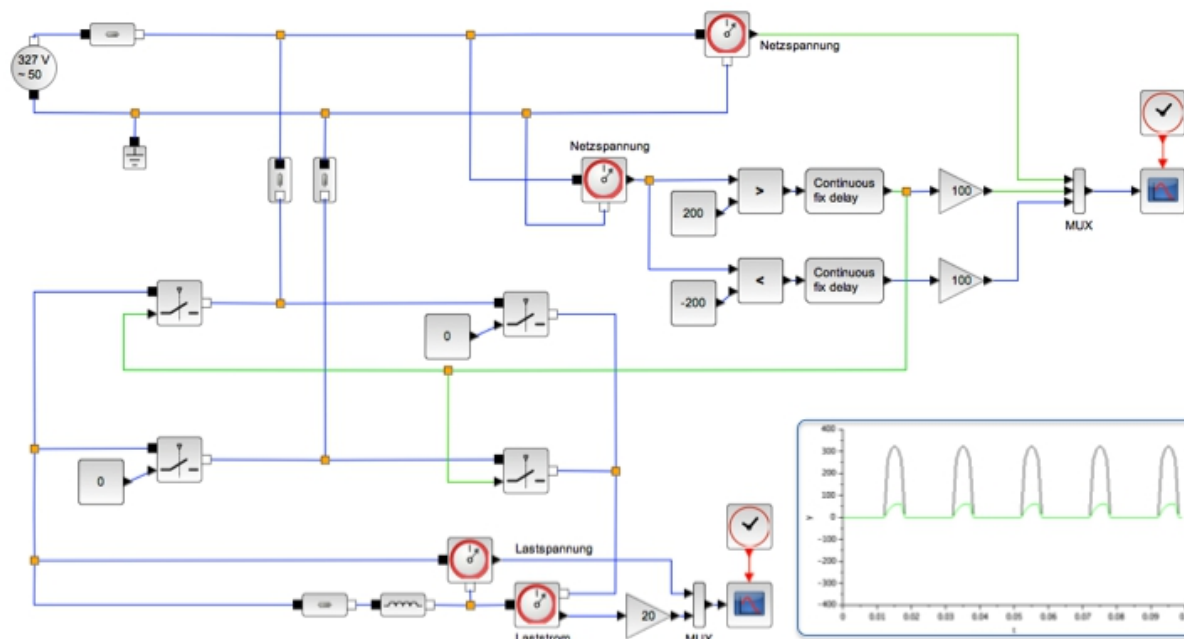 327 V
~ 50
Netzspannung
Netzspannung
200
>
Continuous
fix delay
100
MUX
-200
<
Continuous
fix delay
100
0
0
Lastspannung
Laststrom
20
MUX
400
300
200
100
0
-100
-200
-300
-400
y
0
0.01
0.02
0.03
0.04
0.05
0.06
0.07
0.08
0.09
t